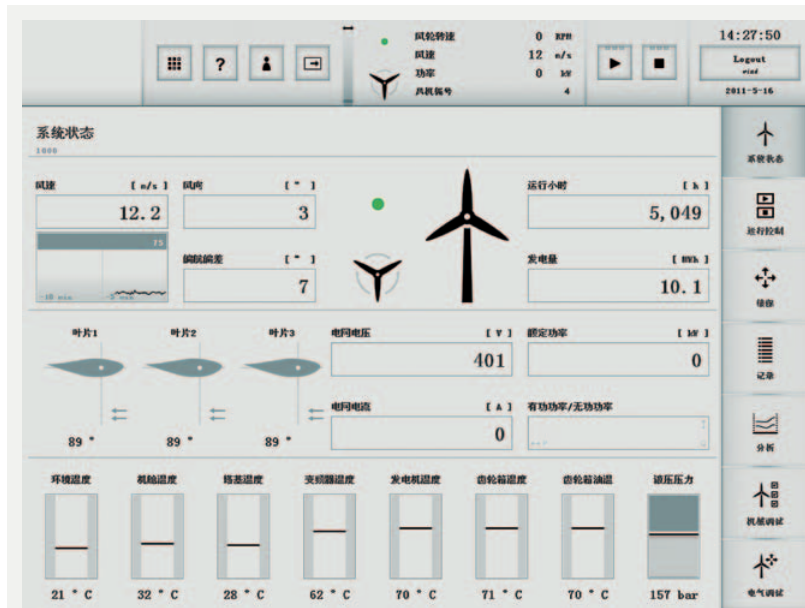 风轮转速 0 RPM
风速 12 m/s
功率 0 kW
风机编号 4
14:27:50
Logout
wind
2011-5-16
?
系统状态
1000
风速 [ m/s ] 12.2
75
-10 min -5 min
风向 [ ° ] 3
偏航偏差 [ ° ] 7
运行小时 [ h ] 5,049
发电量 [ MWh ] 10.1
叶片1 叶片2 叶片3
89 ° 89 ° 89 °
电网电压 [ V ] 401
电网电流 [ A ] 0
额定功率 [ kW ] 0
有功功率/无功功率
环境温度 机舱温度 塔基温度 变频器温度 发电机温度 齿轮箱温度 齿轮箱油温 液压压力
21 ° C 32 ° C 28 ° C 62 ° C 70 ° C 71 ° C 70 ° C 157 bar
系统状态
运行控制
偏航
记录
分析
机械调试
电气调试